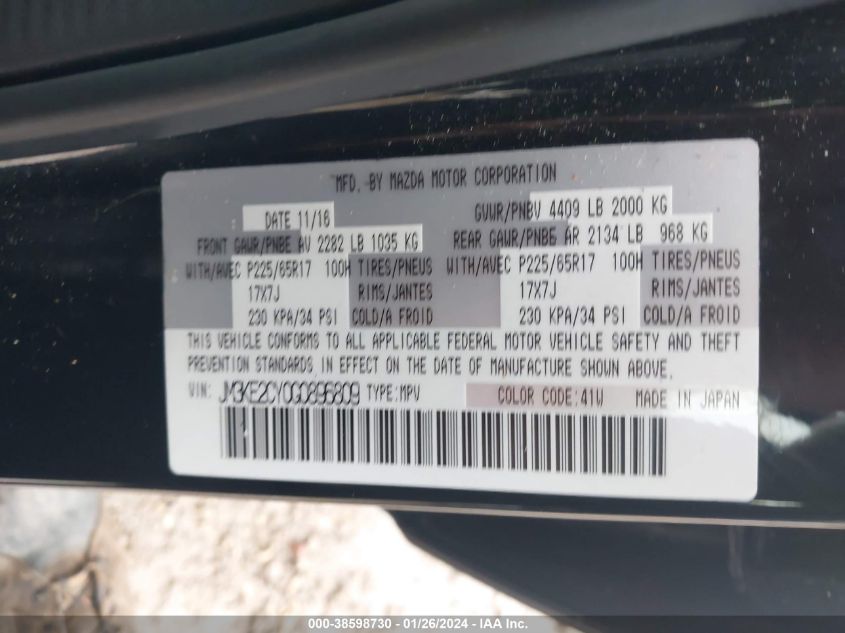 MFD. BY MAZDA MOTOR CORPORATION
DATE 11/16 GVWR/PNBV 4409 LB 2000 KG
FRONT GAWR/PNBE AV 2282 LB 1035 KG REAR GAWR/PNBE AR 2134 LB 968 KG
WITH/AVEC P225/65R17 100H TIRES/PNEUS WITH/AVEC P225/65R17 100H TIRES/PNEUS
17X7J RIMS/JANTES 17X7J RIMS/JANTES
230 KPA/34 PSI COLD/A FROID 230 KPA/34 PSI COLD/A FROID
THIS VEHICLE CONFORMS TO ALL APPLICABLE FEDERAL MOTOR VEHICLE SAFETY AND THEFT
PREVENTION STANDARDS IN EFFECT ON THE DATE OF MANUFACTURE SHOWN ABOVE.
VIN: JM3KE2CY0G0896809 TYPE:MPV COLOR CODE:41W MADE IN JAPAN
000-38598730 - 01/26/2024 - IAA Inc.